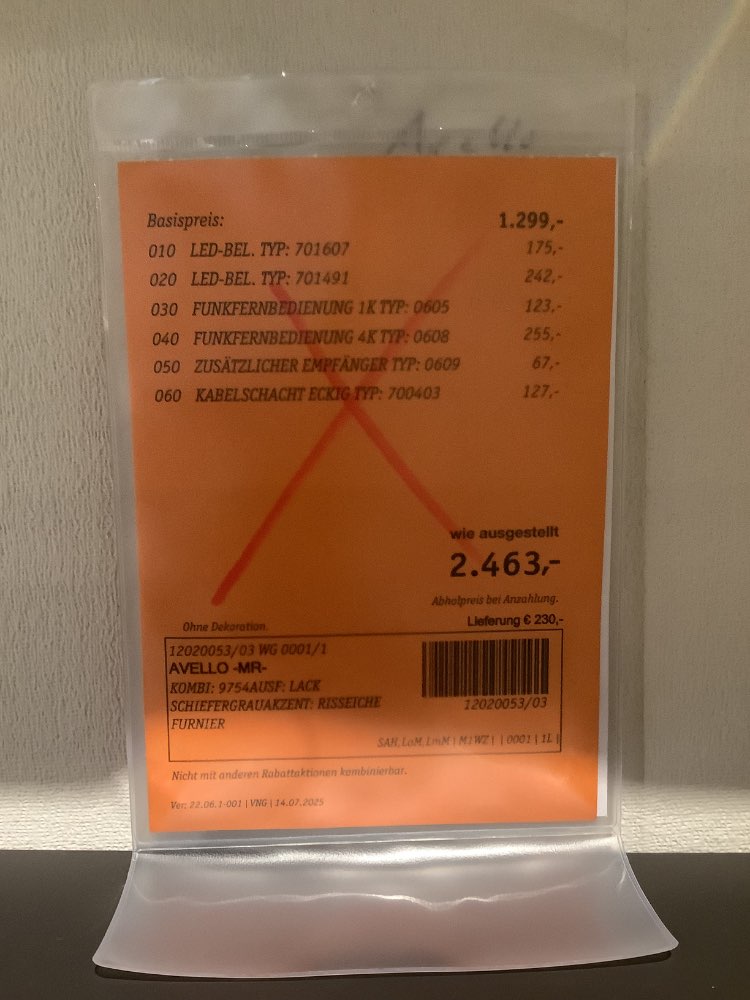 Basispreis: 1.299,-
010 LED-BEL. TYP: 701607 175,-
020 LED-BEL. TYP: 701491 242,-
030 FUNKFERNBEDIENUNG 1K TYP: 0605 123,-
040 FUNKFERNBEDIENUNG 4K TYP: 0608 255,-
050 ZUSÄTZLICHER EMPFÄNGER TYP: 0609 67,-
060 KABELSCHACHT ECKIG TYP: 700403 127,-
wie ausgestellt
2.463,-
Abholpreis bei Anzahlung.
Ohne Dekoration. Lieferung € 230,-
12020053/03 WG 0001/1
AVELLO -MR-
KOMBI: 9754AUSF: LACK
SCHIEFERGRAUAKZENT: RISSEICHE
FURNIER
12020053/03
SAH, LoM, LmM | M1WZ | | 0001 | 1L |
Nicht mit anderen Rabattaktionen kombinierbar.
Ver: 22.06.1-001 | VNG | 14.07.2025